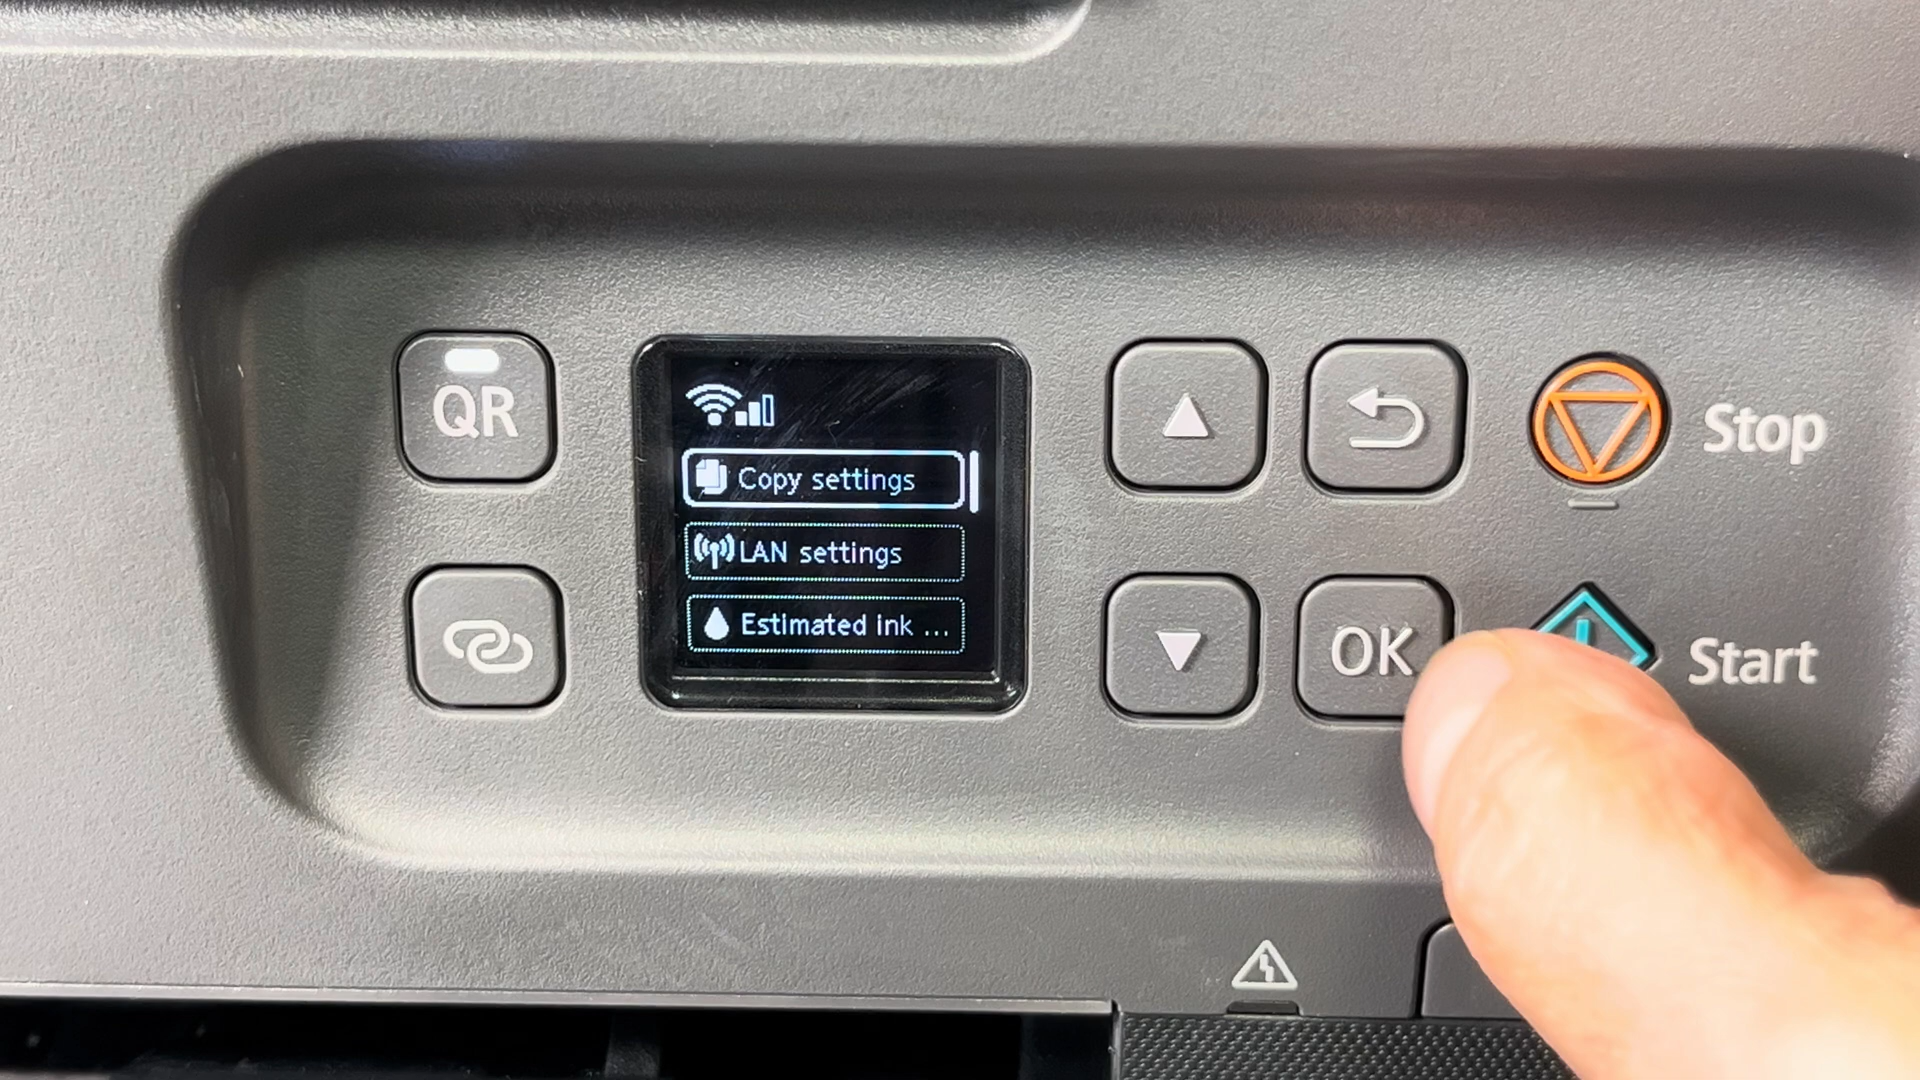 QR
Copy settings
LAN settings
Estimated ink ...
OK
Stop
Start